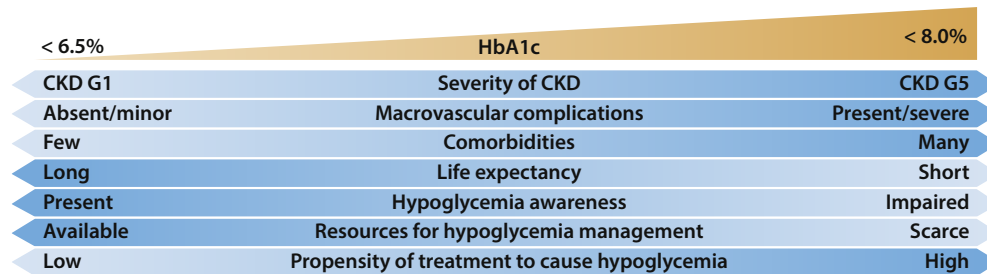 < 6.5% HbA1c < 8.0%
CKD G1 Severity of CKD CKD G5
Absent/minor Macrovascular complications Present/severe
Few Comorbidities Many
Long Life expectancy Short
Present Hypoglycemia awareness Impaired
Available Resources for hypoglycemia management Scarce
Low Propensity of treatment to cause hypoglycemia High